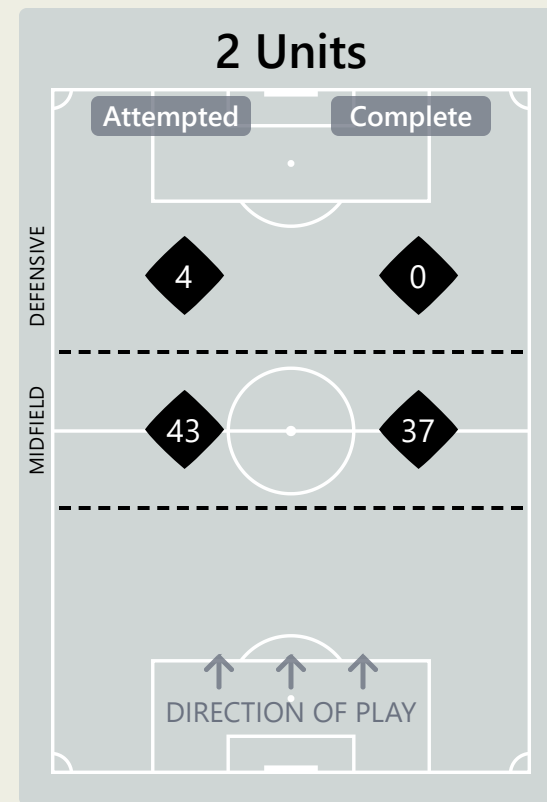 2 Units
Attempted Complete
DEFENSIVE
4 0
MIDFIELD
43 37
DIRECTION OF PLAY